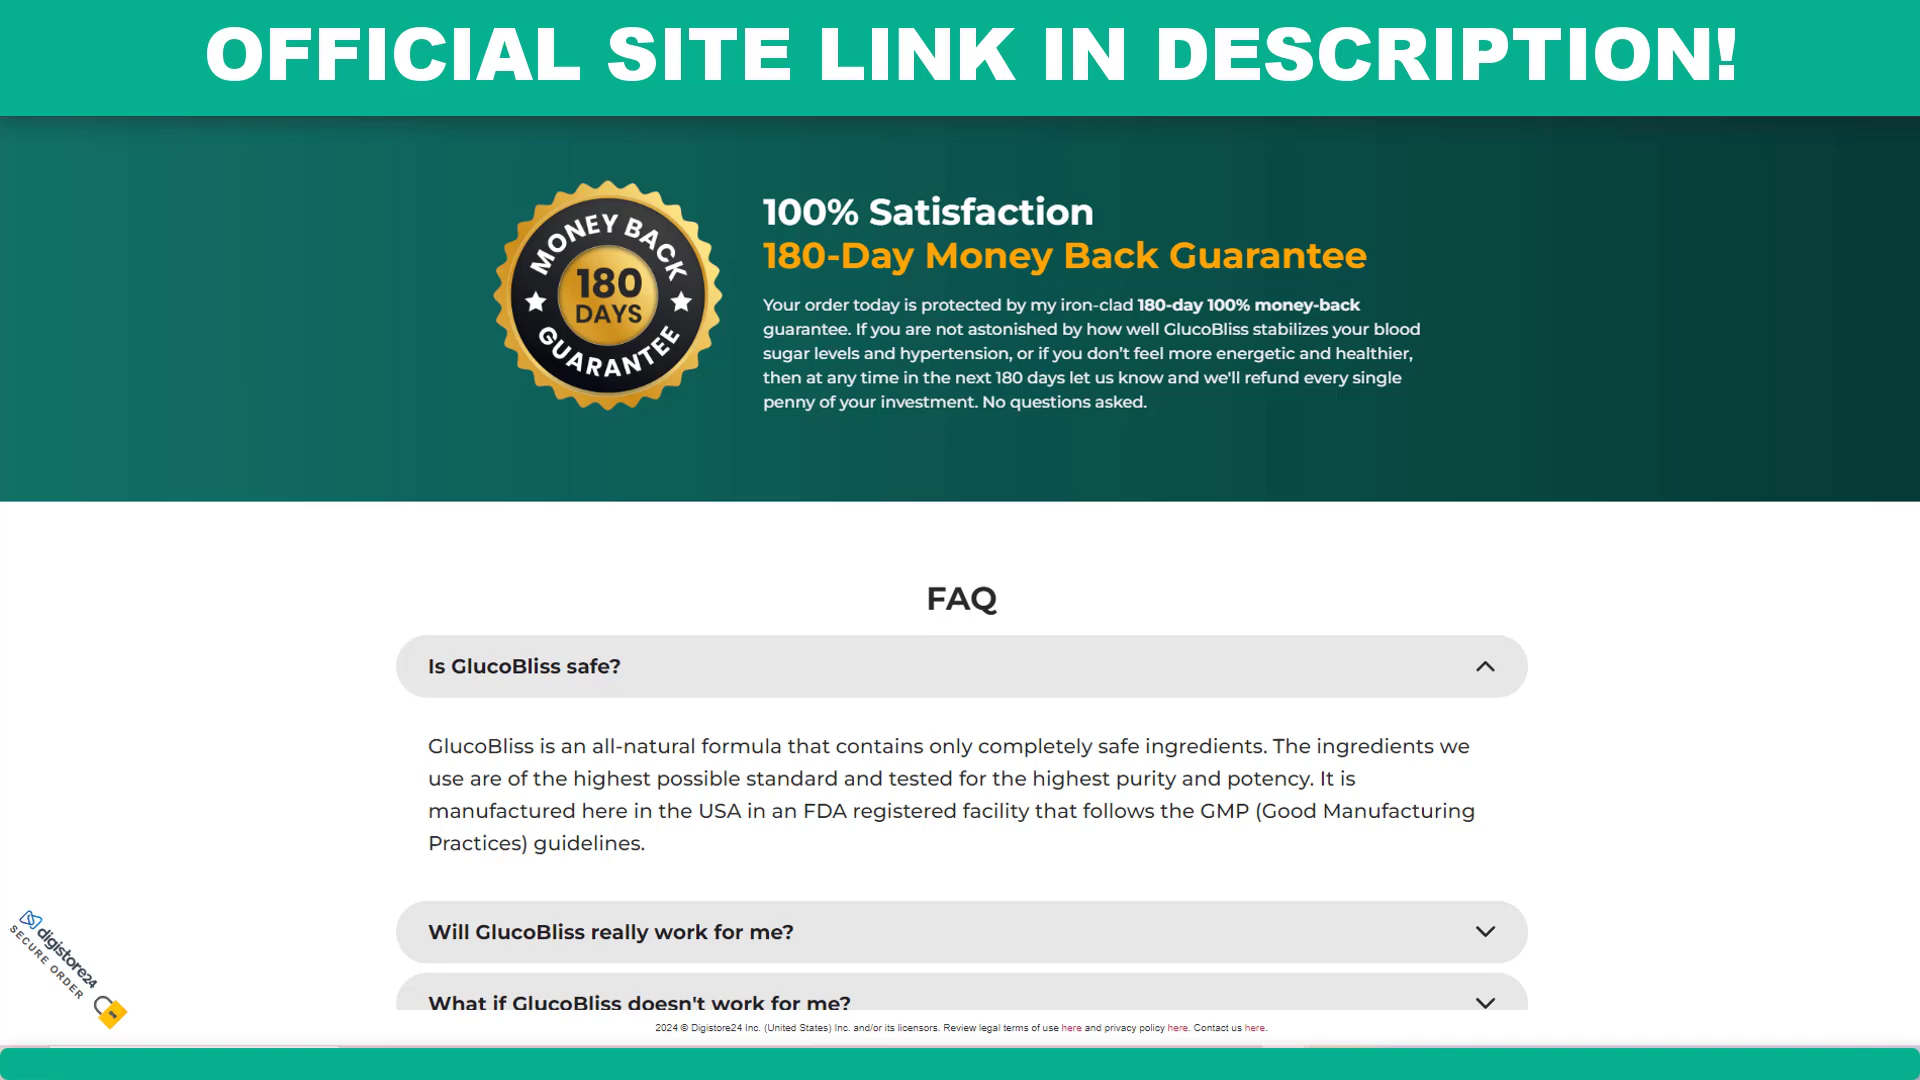 OFFICIAL SITE LINK IN DESCRIPTION!
MONEY BACK
180
DAYS
GUARANTEE
100% Satisfaction
180-Day Money Back Guarantee
Your order today is protected by my iron-clad 180-day 100% money-back
guarantee. If you are not astonished by how well GlucoBliss stabilizes your blood
sugar levels and hypertension, or if you don't feel more energetic and healthier,
then at any time in the next 180 days let us know and we'll refund every single
penny of your investment. No questions asked.
FAQ
Is GlucoBliss safe?
GlucoBliss is an all-natural formula that contains only completely safe ingredients. The ingredients we
use are of the highest possible standard and tested for the highest purity and potency. It is
manufactured here in the USA in an FDA registered facility that follows the GMP (Good Manufacturing
Practices) guidelines.
Will GlucoBliss really work for me?
What if GlucoBliss doesn't work for me?
digistore24
SECURE ORDER
2024 © Digistore24 Inc. (United States) Inc. and/or its licensors. Review legal terms of use here and privacy policy here. Contact us here.